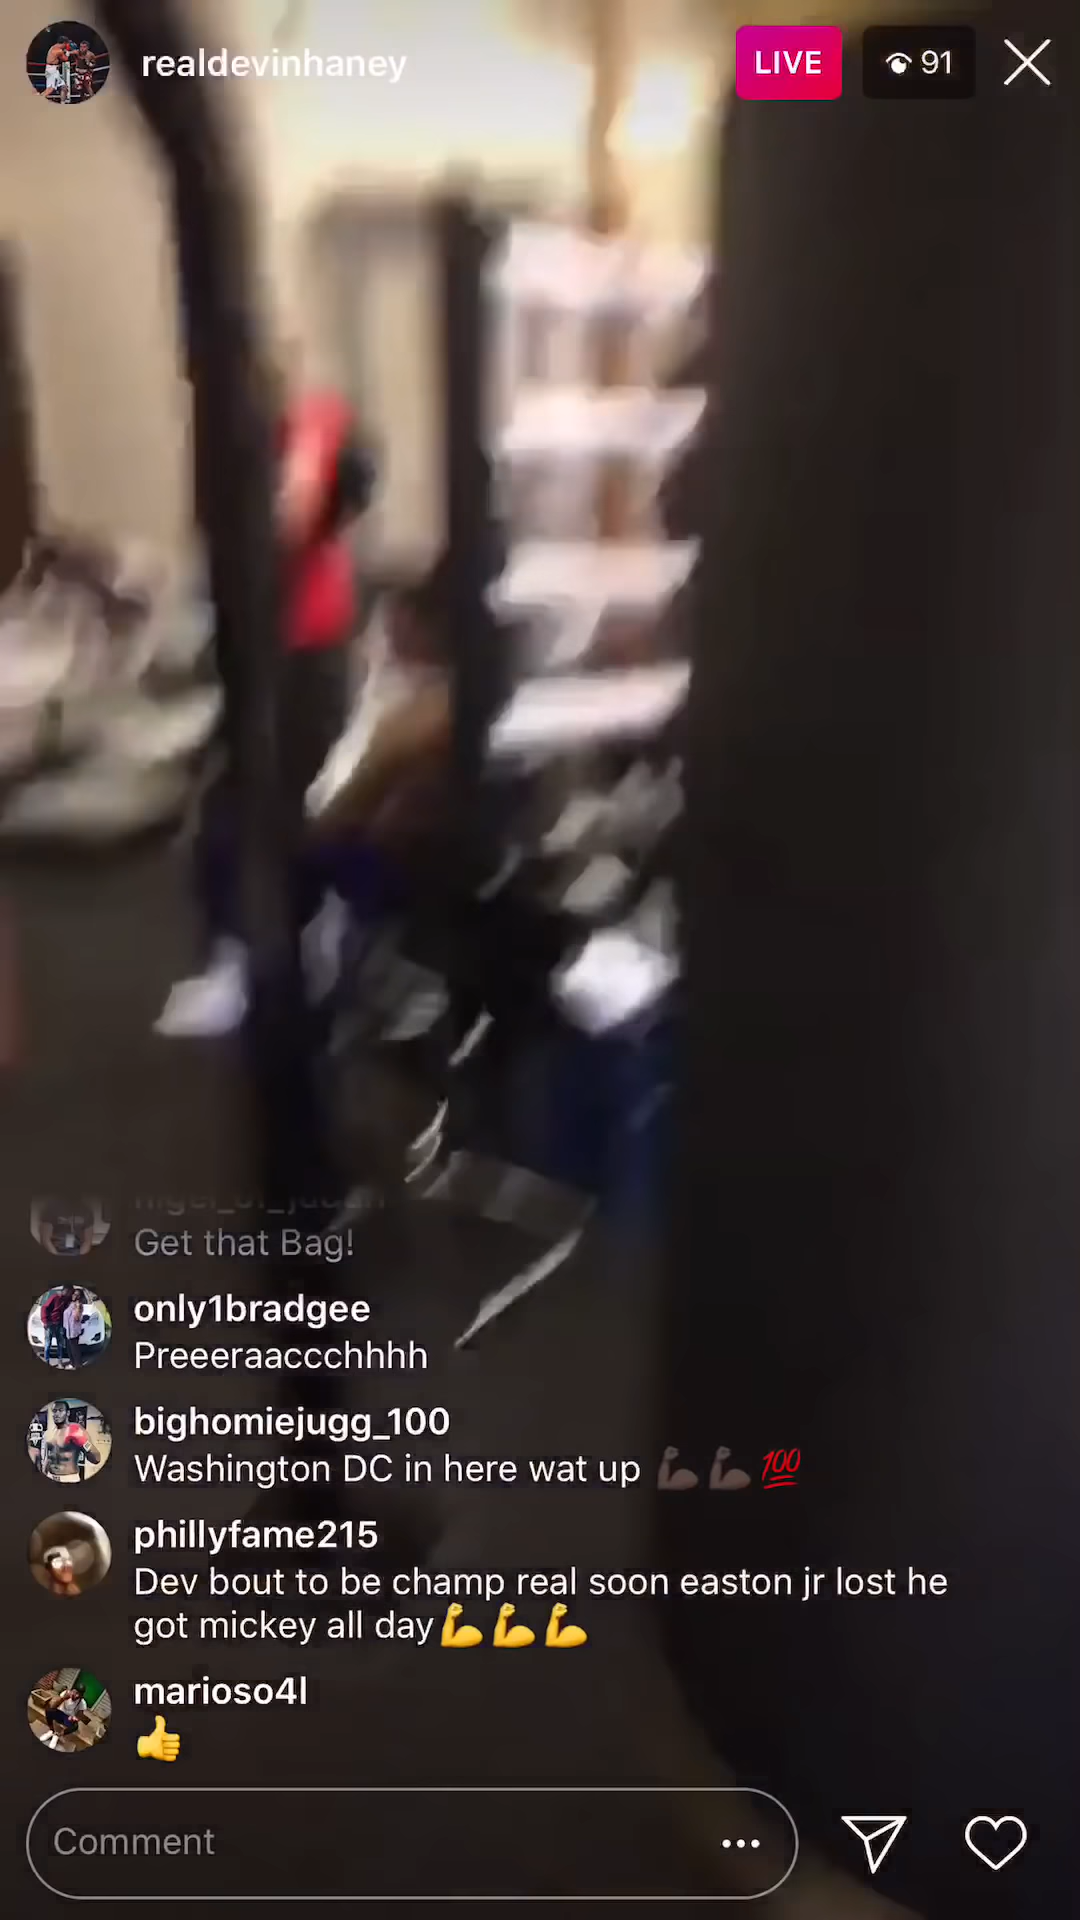 realdevinhaney
LIVE
91
Get that Bag!
only1bradgee
Preeeraaccchhhh
bighomiejugg_100
Washington DC in here wat up 💪🏿💪🏿💯
phillyfame215
Dev bout to be champ real soon easton jr lost he
got mickey all day💪💪💪
marioso4l
👍
Comment